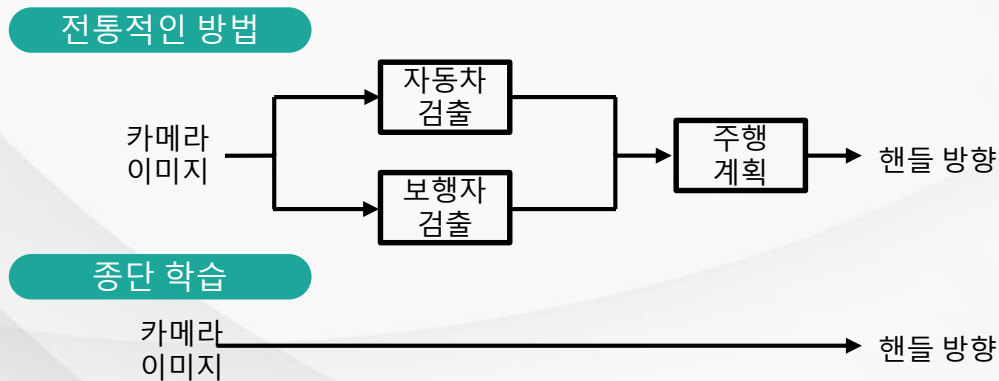 전통적인 방법
자동차
검출
카메라
이미지
주행
계획
핸들 방향
보행자
검출
종단 학습
카메라
이미지
핸들 방향